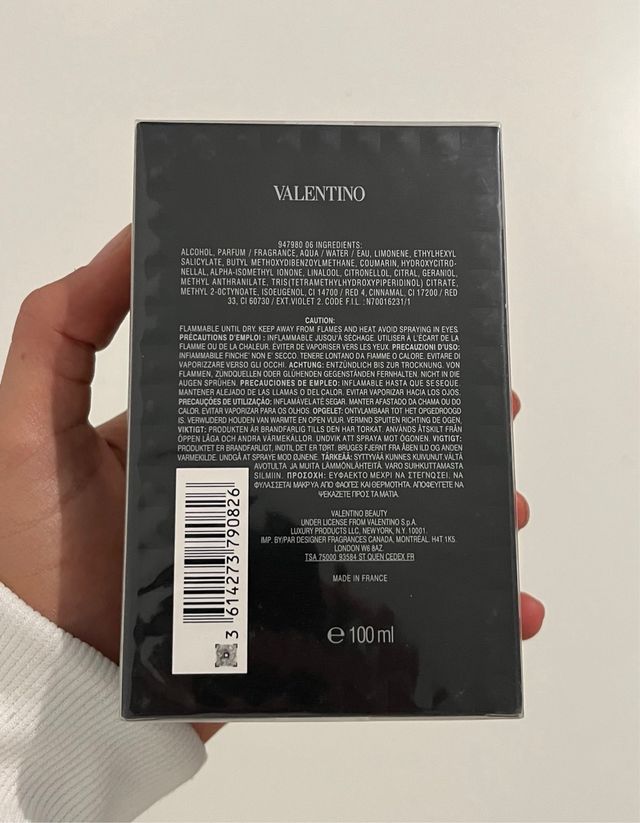 VALENTINO
947980 06 INGREDIENTS:
ALCOHOL, PARFUM / FRAGRANCE, AQUA / WATER / EAU, LIMONENE, ETHYLHEXYL
SALICYLATE, BUTYL METHOXYDIBENZOYLMETHANE, COUMARIN, HYDROXYCITRO-
NELLAL, ALPHA-ISOMETHYL IONONE, LINALOOL, CITRONELLOL, CITRAL, GERANIOL,
METHYL ANTHRANILATE, TRIS(TETRAMETHYLHYDROXYPIPERIDINOL) CITRATE,
METHYL 2-OCTYNOATE, ISOEUGENOL, CI 14700 / RED 4, CINNAMAL, CI 17200 / RED
33, CI 60730 / EXT.VIOLET 2. CODE F.I.L. :N70016231/1
CAUTION:
FLAMMABLE UNTIL DRY. KEEP AWAY FROM FLAMES AND HEAT. AVOID SPRAYING IN EYES.
PRÉCAUTIONS D'EMPLOI : INFLAMMABLE JUSQU'À SÉCHAGE. UTILISER À L'ÉCART DE LA
FLAMME OU DE LA CHALEUR. ÉVITER DE VAPORISER VERS LES YEUX. PRECAUZIONI D'USO:
INFIAMMABILE FINCHE' NON E' SECCO. TENERE LONTANO DA FIAMME O CALORE. EVITARE DI
VAPORIZZARE VERSO GLI OCCHI. ACHTUNG: ENTZÜNDLICH BIS ZUR TROCKNUNG. VON
FLAMMEN, ZÜNDQUELLEN ODER GLÜHENDEN GEGENSTÄNDEN FERNHALTEN. NICHT IN DIE
AUGEN SPRÜHEN. PRECAUCIONES DE EMPLEO: INFLAMABLE HASTA QUE SE SEQUE.
MANTENER ALEJADO DE LAS LLAMAS O DEL CALOR. EVITAR VAPORIZAR HACIA LOS OJOS.
PRECAUÇÕES DE UTILIZAÇÃO: INFLAMÁVEL ATÉ SEGAR. MANTER AFASTADO DA CHAMA OU DO
CALOR. EVITAR VAPORIZAR PARA OS OLHOS. OPGELET: ONTVLAMBAAR TOT HET OPGEDROOGD
IS. VERWIJDERD HOUDEN VAN WARMTE EN OPEN VUUR. VERMIJD SPUITEN RICHTING DE OGEN.
VIKTIGT: PRODUKTEN ÄR BRANDFARLIG TILLS DEN HAR TORKAT. ANVÄNDS ÅTSKILT FRÅN
ÖPPEN LÅGA OCH ANDRA VÄRMEKÄLLOR. UNDVIK ATT SPRAYA MOT ÖGONEN. VIGTIGT:
PRODUKTET ER BRANDFARLIGT, INDTIL DET ER TØRT. BRUGES FJERNT FRA ÅBEN ILD OG ANDEN
VARMEKILDE. UNDGÅ AT SPRAYE MOD ØJNENE. TÄRKEÄÄ: SYTTYVÄÄ KUNNES KUIVUNUT. VÄLTÄ
AVOTULTA JA MUITA LÄMMÖNLÄHTEITÄ. VARO SUIHKUTTAMASTA
SILMIIN. ΠΡΟΣΟΧΗ: ΕΥΦΛΕΚΤΟ ΜΕΧΡΙ ΝΑ ΣΤΕΓΝΩΣΕΙ. ΝΑ
ΦΥΛΑΣΣΕΤΑΙ ΜΑΚΡΥΑ ΑΠΟ ΦΛΟΓΕΣ ΚΑΙ ΘΕΡΜΟΤΗΤΑ. ΑΠΟΦΕΥΓΕΤΕ ΝΑ
ΨΕΚΑΖΕΤΕ ΠΡΟΣ ΤΑ ΜΑΤΙΑ.
VALENTINO BEAUTY
UNDER LICENSE FROM VALENTINO S.p.A.
LUXURY PRODUCTS LLC, NEW YORK, N.Y. 10001.
IMP. BY/PAR DESIGNER FRAGRANCES CANADA, MONTRÉAL. H4T 1K5.
LONDON W6 8AZ.
TSA 75000 93584 ST OUEN CEDEX FR
MADE IN FRANCE
℮ 100 ml
3 614273 790826